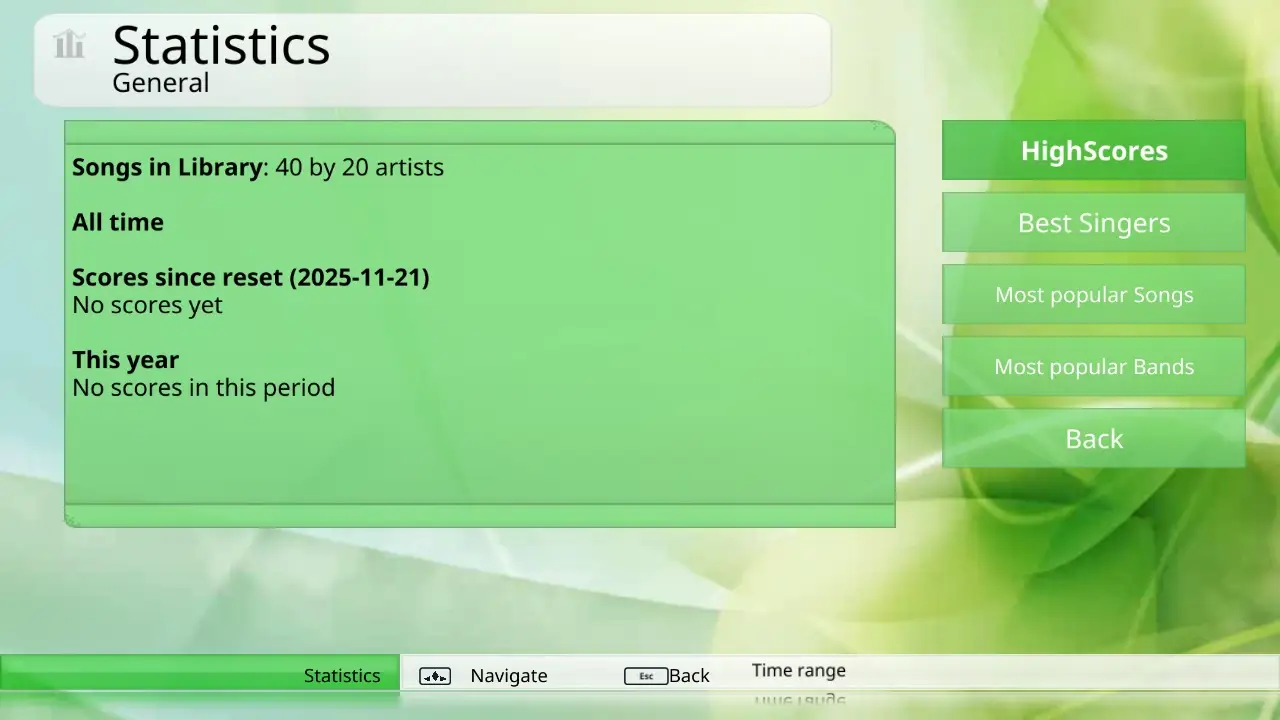 Statistics
General
Songs in Library: 40 by 20 artists
All time
Scores since reset (2025-11-21)
No scores yet
This year
No scores in this period
HighScores
Best Singers
Most popular Songs
Most popular Bands
Back
Statistics
Navigate
Esc Back
Time range